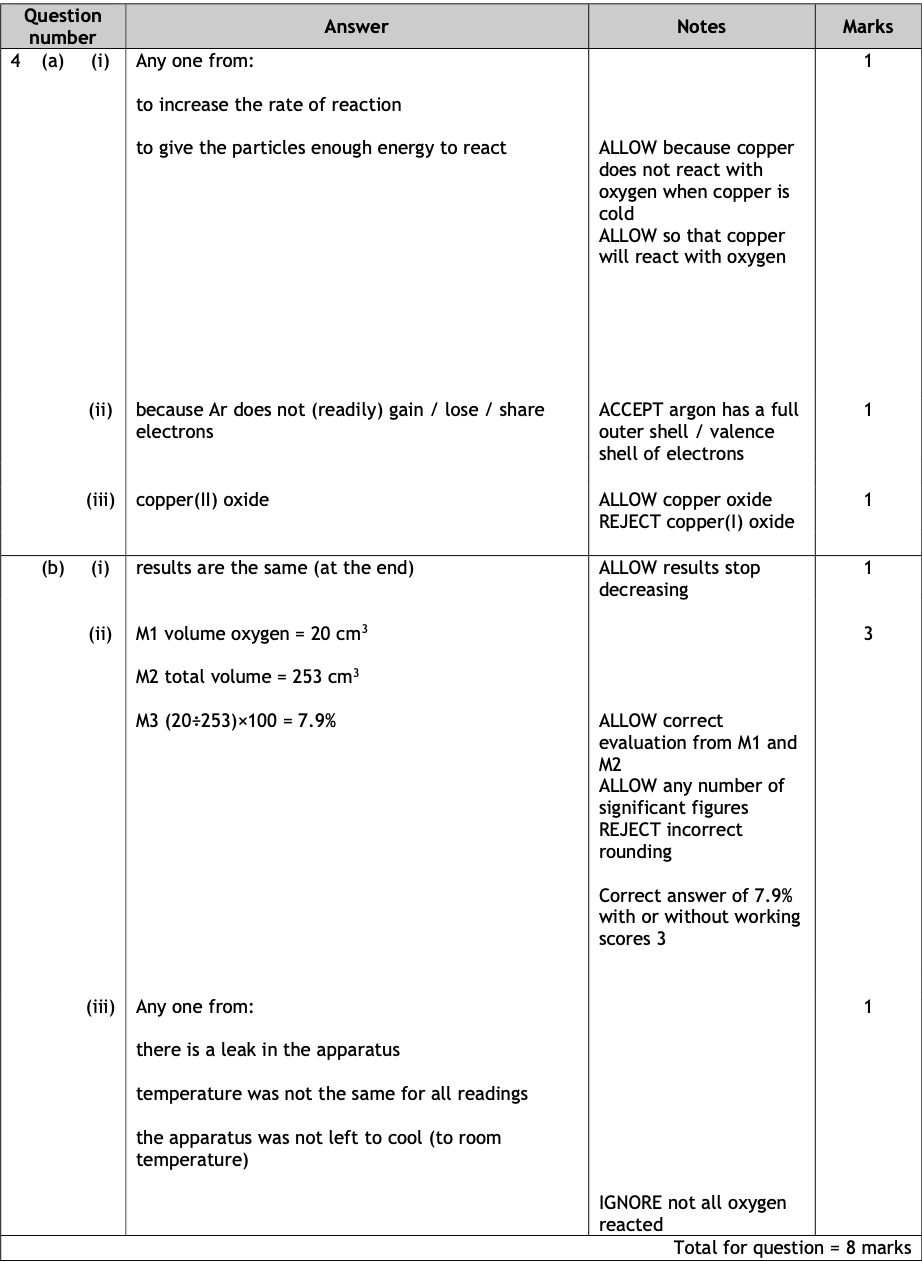 Question number Answer Notes Marks
4 (a) (i) Any one from: 1
to increase the rate of reaction
to give the particles enough energy to react ALLOW because copper
does not react with
oxygen when copper is
cold
ALLOW so that copper
will react with oxygen
(ii) because Ar does not (readily) gain / lose / share ACCEPT argon has a full 1
electrons outer shell / valence
shell of electrons
(iii) copper(II) oxide ALLOW copper oxide 1
REJECT copper(I) oxide
(b) (i) results are the same (at the end) ALLOW results stop 1
decreasing
(ii) M1 volume oxygen = 20 cm³ 3
M2 total volume = 253 cm³
M3 (20÷253)×100 = 7.9% ALLOW correct
evaluation from M1 and
M2
ALLOW any number of
significant figures
REJECT incorrect
rounding
Correct answer of 7.9%
with or without working
scores 3
(iii) Any one from: 1
there is a leak in the apparatus
temperature was not the same for all readings
the apparatus was not left to cool (to room
temperature)
IGNORE not all oxygen
reacted
Total for question = 8 marks